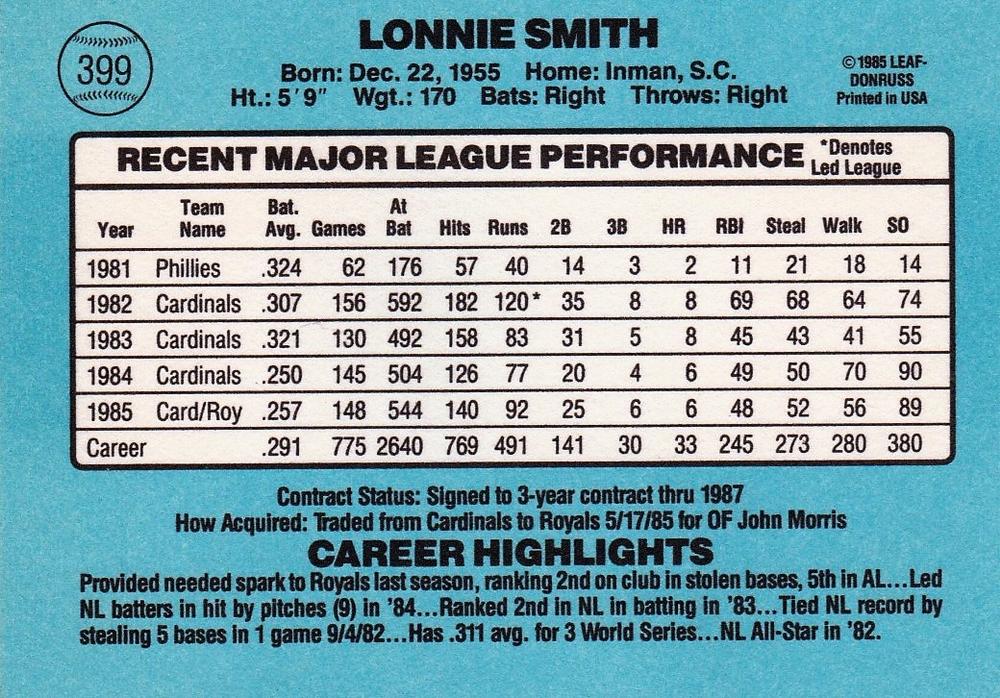 399
LONNIE SMITH
Born: Dec. 22, 1955 Home: Inman, S.C.
Ht.: 5'9" Wgt.: 170 Bats: Right Throws: Right
©1985 LEAF-
DONRUSS
Printed in USA
RECENT MAJOR LEAGUE PERFORMANCE *Denotes Led League
Year Team Name Bat. Avg. Games At Bat Hits Runs 2B 3B HR RBI Steal Walk SO
1981 Phillies .324 62 176 57 40 14 3 2 11 21 18 14
1982 Cardinals .307 156 592 182 120* 35 8 8 69 68 64 74
1983 Cardinals .321 130 492 158 83 31 5 8 45 43 41 55
1984 Cardinals .250 145 504 126 77 20 4 6 49 50 70 90
1985 Card/Roy .257 148 544 140 92 25 6 6 48 52 56 89
Career .291 775 2640 769 491 141 30 33 245 273 280 380
Contract Status: Signed to 3-year contract thru 1987
How Acquired: Traded from Cardinals to Royals 5/17/85 for OF John Morris
CAREER HIGHLIGHTS
Provided needed spark to Royals last season, ranking 2nd on club in stolen bases, 5th in AL...Led
NL batters in hit by pitches (9) in '84...Ranked 2nd in NL in batting in '83...Tied NL record by
stealing 5 bases in 1 game 9/4/82...Has .311 avg. for 3 World Series...NL All-Star in '82.